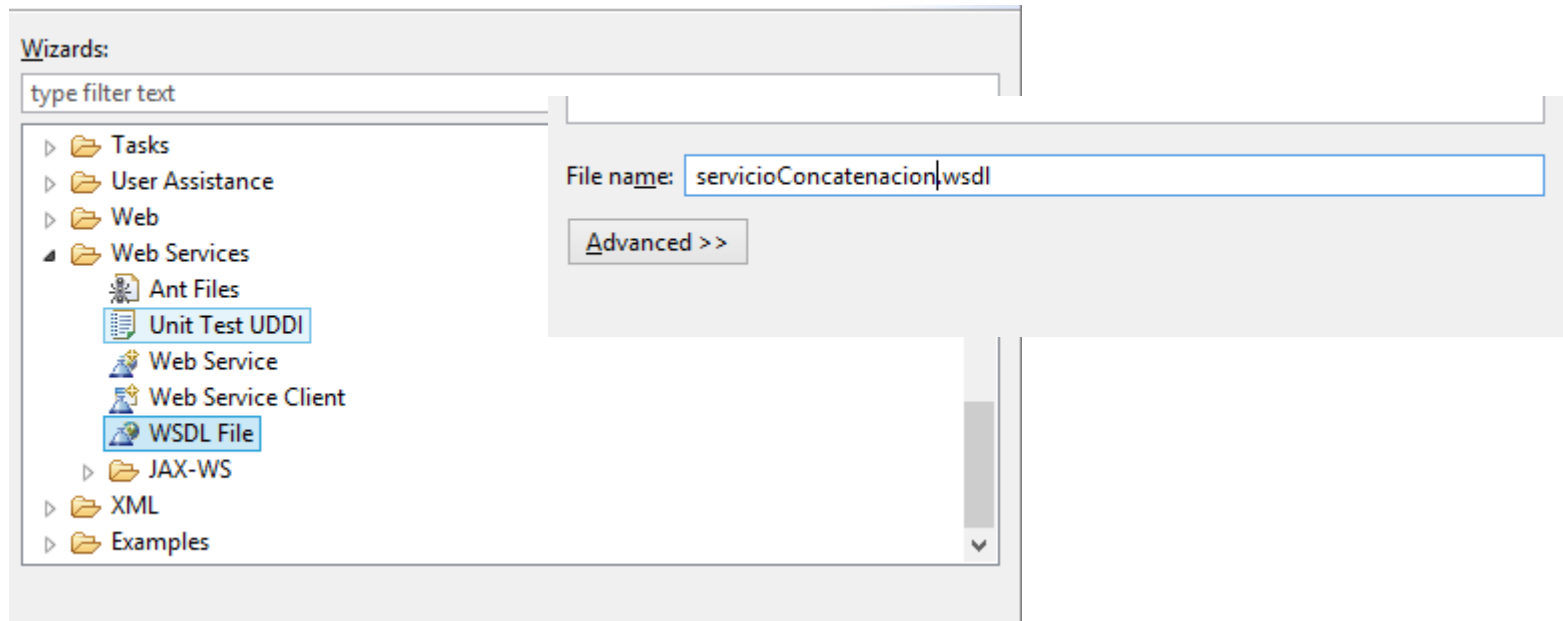 Wizards:
type filter text
Tasks
User Assistance
Web
Web Services
Ant Files
Unit Test UDDI
Web Service
Web Service Client
WSDL File
JAX-WS
XML
Examples
File name: servicioConcatenacion.wsdl
Advanced >>